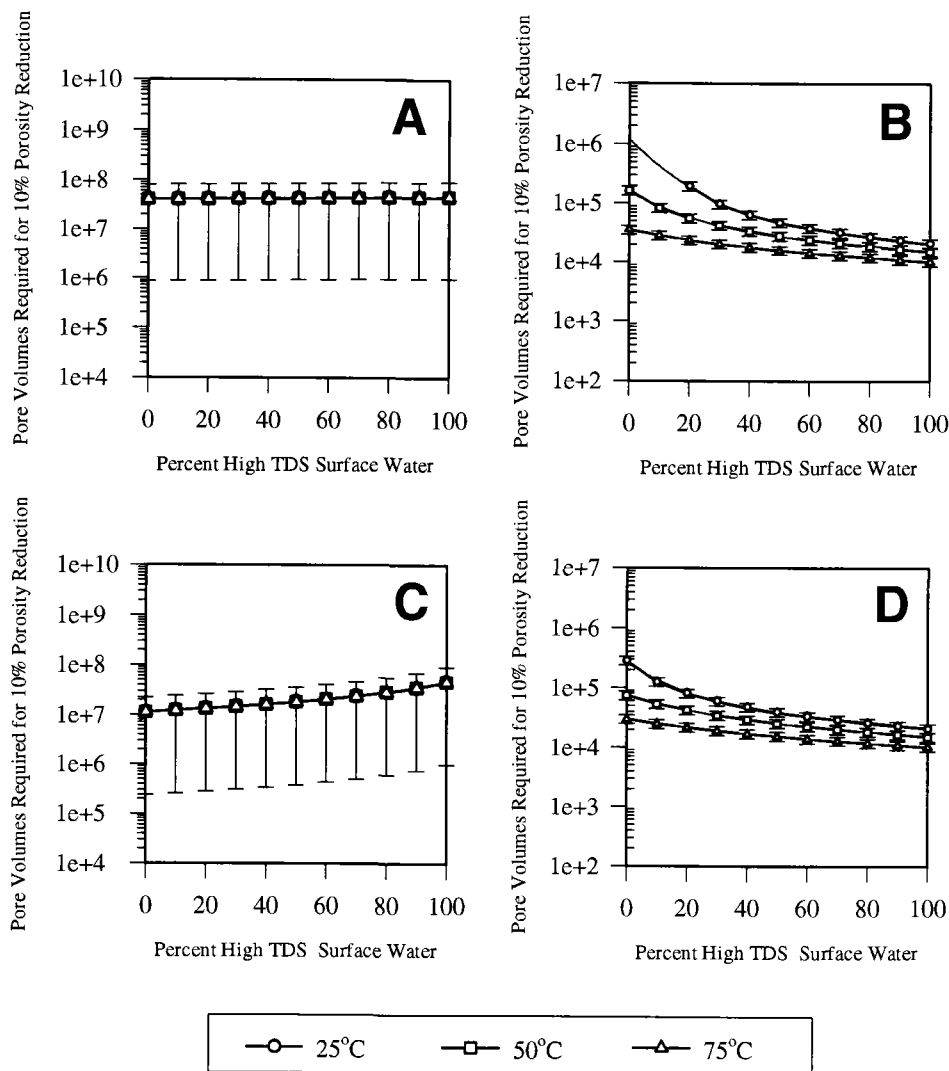 Pore Volumes Required for 10% Porosity Reduction
1e+10
1e+9
1e+8
1e+7
1e+6
1e+5
1e+4
A
0 20 40 60 80 100
Percent High TDS Surface Water
Pore Volumes Required for 10% Porosity Reduction
1e+7
1e+6
1e+5
1e+4
1e+3
1e+2
B
0 20 40 60 80 100
Percent High TDS Surface Water
Pore Volumes Required for 10% Porosity Reduction
1e+10
1e+9
1e+8
1e+7
1e+6
1e+5
1e+4
C
0 20 40 60 80 100
Percent High TDS Surface Water
Pore Volumes Required for 10% Porosity Reduction
1e+7
1e+6
1e+5
1e+4
1e+3
1e+2
D
0 20 40 60 80 100
Percent High TDS Surface Water
25°C 50°C 75°C